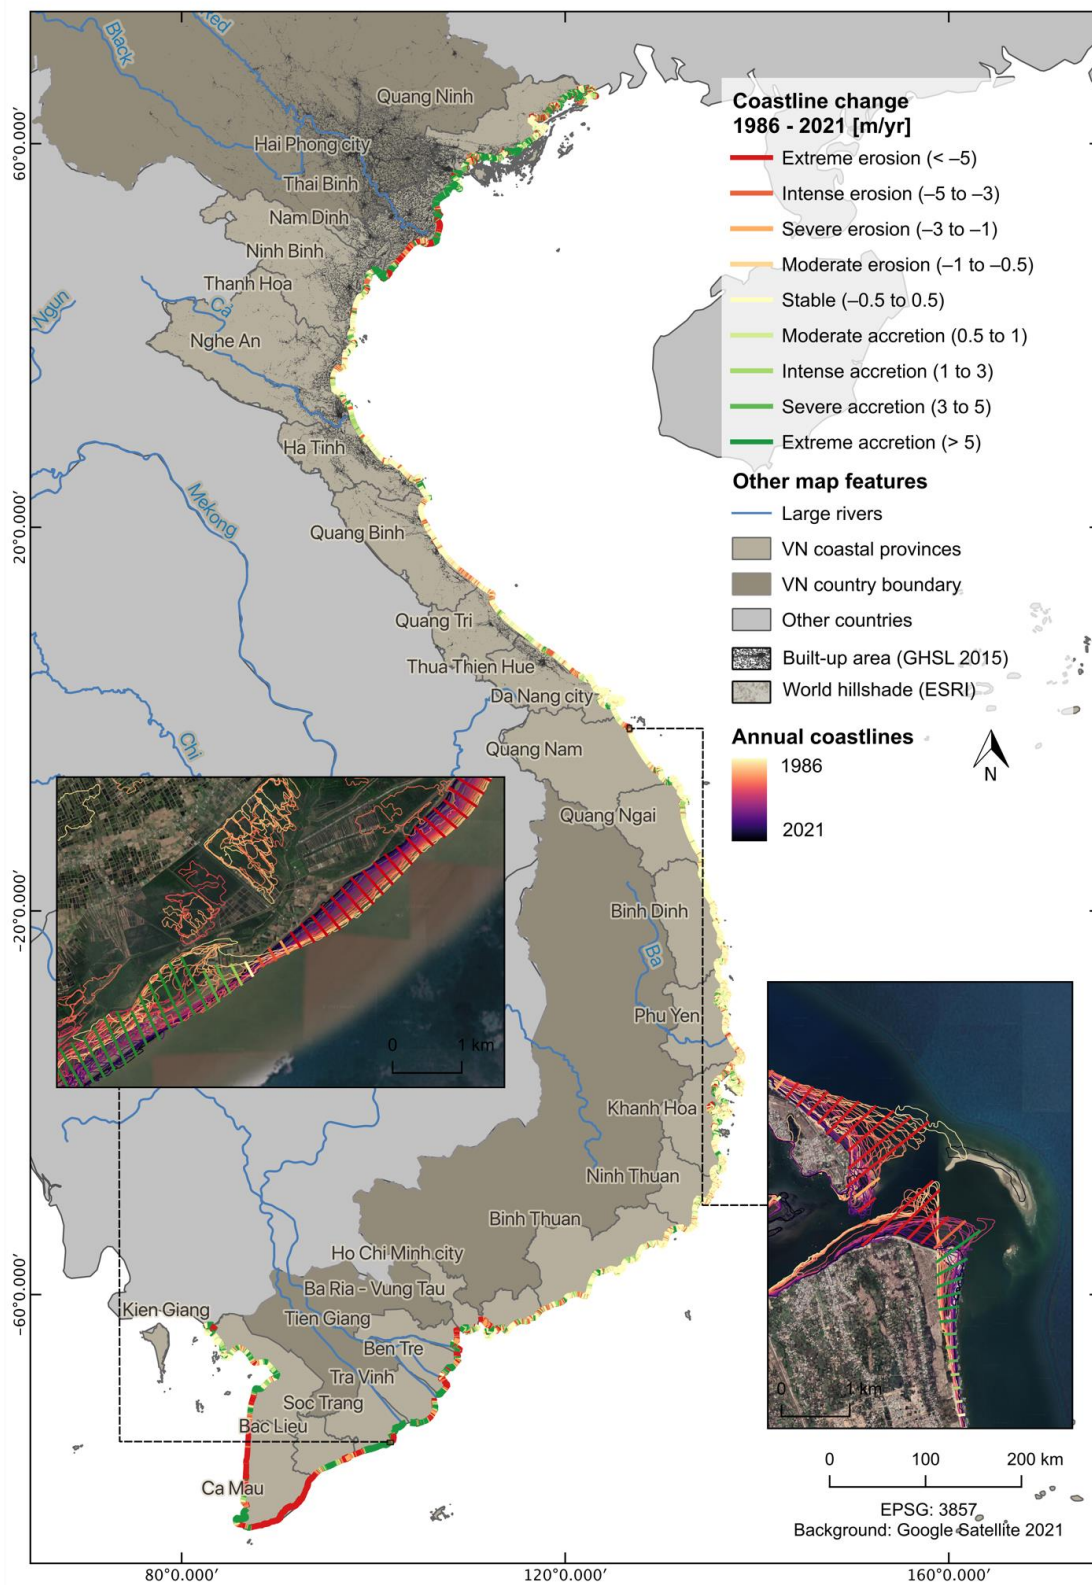 Black
Red
Quang Ninh
Hai Phong city
Thai Binh
Nam Dinh
Ninh Binh
Thanh Hoa
Ngun
Cá
Nghe An
Ha Tinh
Mekong
Quang Binh
Quang Tri
Thua Thien Hue
Da Nang city
Chi
Quang Nam
Quang Ngai
Binh Dinh
Ba
Phu Yen
Khanh Hoa
Ninh Thuan
Binh Thuan
Ho Chi Minh city
Ba Ria - Vung Tau
Kien Giang
Tien Giang
Ben Tre
Tra Vinh
Soc Trang
Bac Lieu
Ca Mau
Coastline change
1986 - 2021 [m/yr]
Extreme erosion (< –5)
Intense erosion (–5 to –3)
Severe erosion (–3 to –1)
Moderate erosion (–1 to –0.5)
Stable (–0.5 to 0.5)
Moderate accretion (0.5 to 1)
Intense accretion (1 to 3)
Severe accretion (3 to 5)
Extreme accretion (> 5)
Other map features
Large rivers
VN coastal provinces
VN country boundary
Other countries
Built-up area (GHSL 2015)
World hillshade (ESRI)
Annual coastlines
1986
2021
N
0 1 km
0 1 km
0 100 200 km
EPSG: 3857
Background: Google Satellite 2021
60°0.000′
20°0.000′
-20°0.000′
-60°0.000′
80°0.000′ 120°0.000′ 160°0.000′